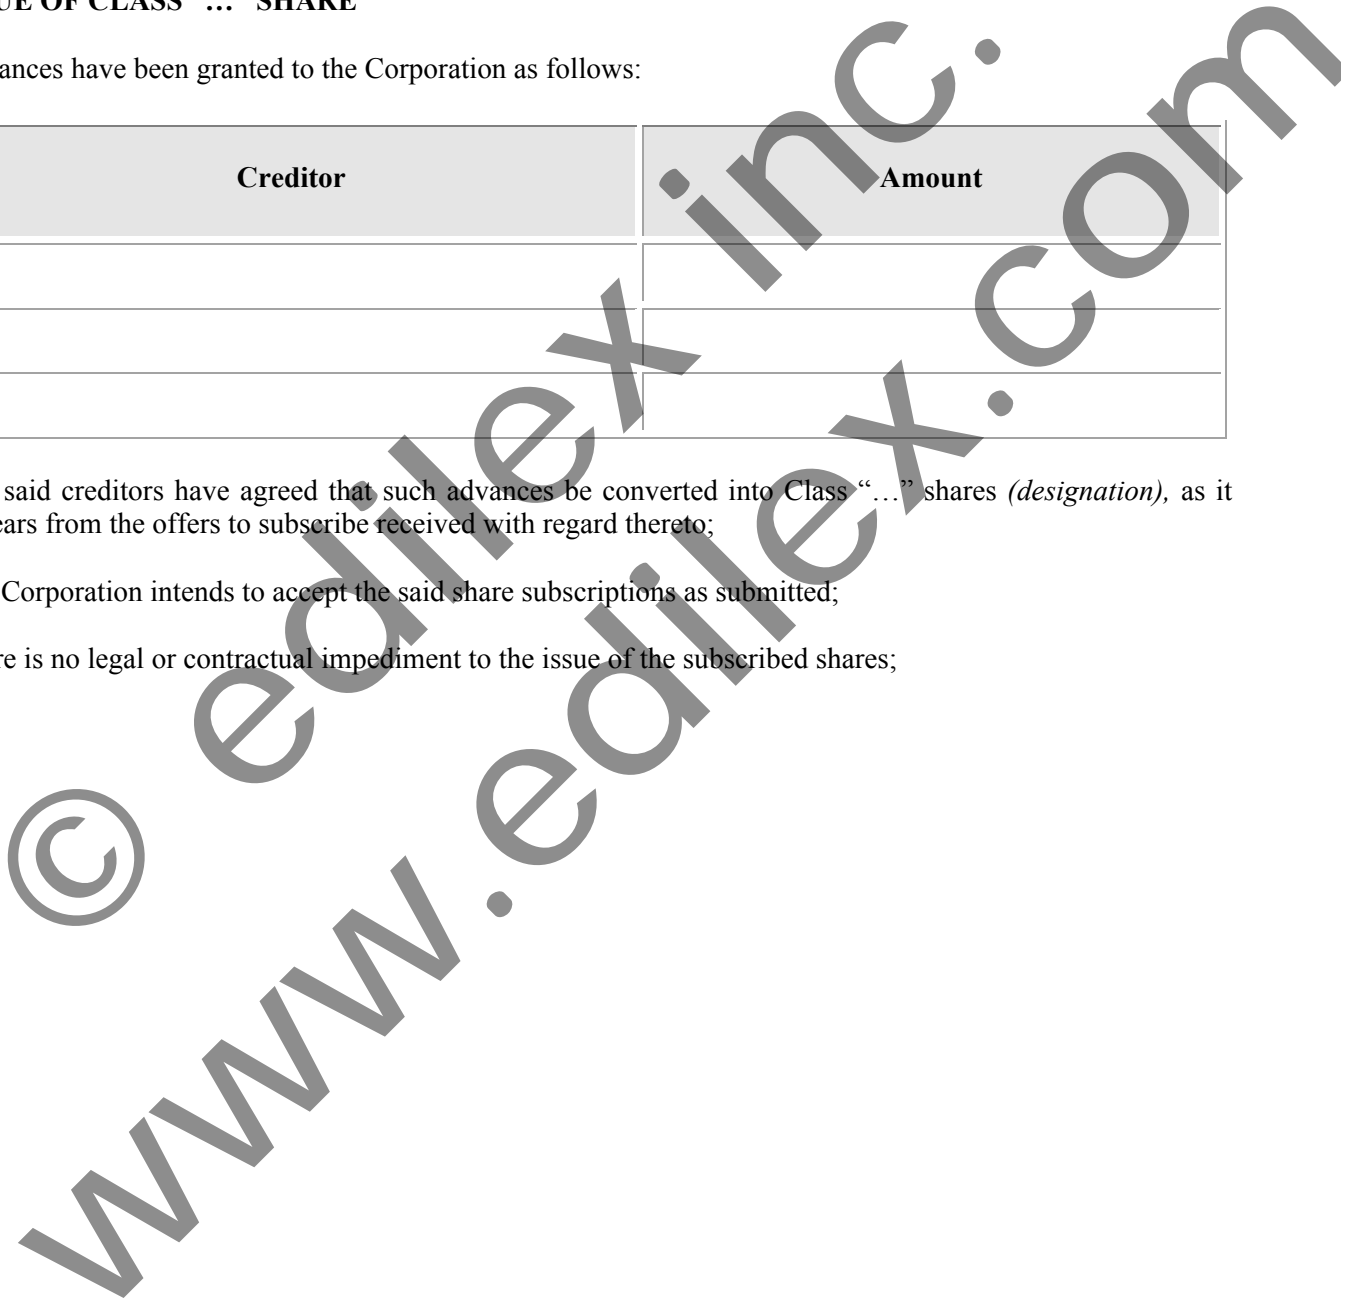 UE OF CLASS “…” SHARE
ances have been granted to the Corporation as follows:
Creditor Amount
said creditors have agreed that such advances be converted into Class “…” shares (designation), as it
ears from the offers to subscribe received with regard thereto;
Corporation intends to accept the said share subscriptions as submitted;
re is no legal or contractual impediment to the issue of the subscribed shares;
© edilex inc.
www.edilex.com